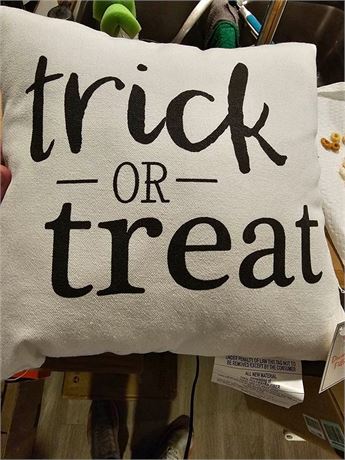 trick
— OR —
treat
UNDER PENALTY OF LAW THIS TAG NOT TO
BE REMOVED EXCEPT BY THE CONSUMER
ALL NEW MATERIAL